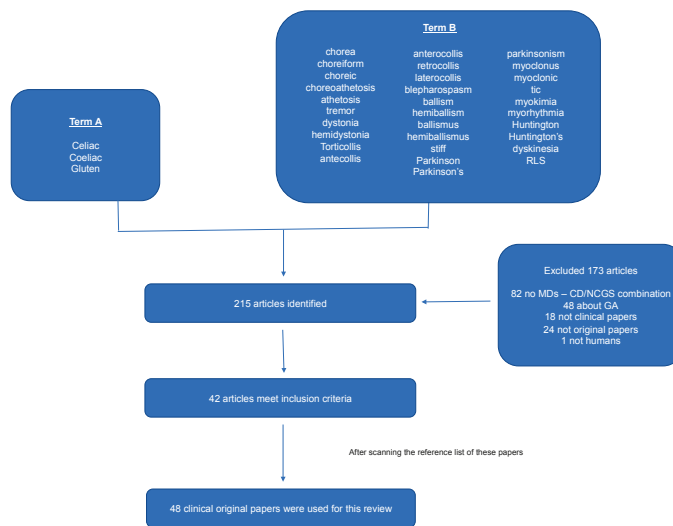 Term A
Celiac
Coeliac
Gluten
Term B
chorea
choreiform
choreic
choreoathetosis
athetosis
tremor
dystonia
hemidystonia
Torticollis
antecollis
anterocollis
retrocollis
laterocollis
blepharospasm
ballism
hemiballism
ballismus
hemiballismus
stiff
Parkinson
Parkinson's
parkinsonism
myoclonus
myoclonic
tic
myokimia
myorhythmia
Huntington
Huntington's
dyskinesia
RLS
215 articles identified
Excluded 173 articles
82 no MDs – CD/NCGS combination
48 about GA
18 not clinical papers
24 not original papers
1 not humans
42 articles meet inclusion criteria
After scanning the reference list of these papers
48 clinical original papers were used for this review